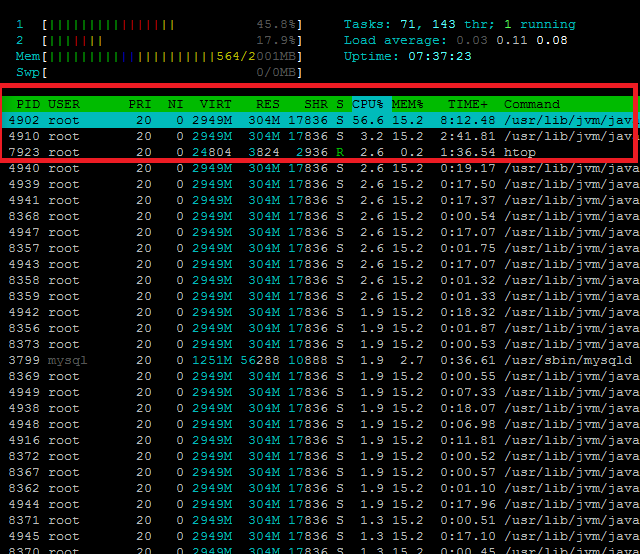 1 [|||||||||||||||| 45.8%] Tasks: 71, 143 thr; 1 running
2 [||||||| 17.9%] Load average: 0.03 0.11 0.08
Mem[|||||||||||||||||||||564/2001MB] Uptime: 07:37:23
Swp[ 0/0MB]
PID USER PRI NI VIRT RES SHR S CPU% MEM% TIME+ Command
4902 root 20 0 2949M 304M 17836 S 56.6 15.2 8:12.48 /usr/lib/jvm/java
4910 root 20 0 2949M 304M 17836 S 3.2 15.2 2:41.81 /usr/lib/jvm/java
7923 root 20 0 24804 3824 2936 R 2.6 0.2 1:36.54 htop
4940 root 20 0 2949M 304M 17836 S 2.6 15.2 0:19.17 /usr/lib/jvm/java
4939 root 20 0 2949M 304M 17836 S 2.6 15.2 0:17.50 /usr/lib/jvm/java
4941 root 20 0 2949M 304M 17836 S 2.6 15.2 0:17.37 /usr/lib/jvm/java
8368 root 20 0 2949M 304M 17836 S 2.6 15.2 0:00.54 /usr/lib/jvm/java
4947 root 20 0 2949M 304M 17836 S 2.6 15.2 0:17.07 /usr/lib/jvm/java
8357 root 20 0 2949M 304M 17836 S 2.6 15.2 0:01.75 /usr/lib/jvm/java
4943 root 20 0 2949M 304M 17836 S 2.6 15.2 0:17.07 /usr/lib/jvm/java
8358 root 20 0 2949M 304M 17836 S 2.6 15.2 0:01.32 /usr/lib/jvm/java
8359 root 20 0 2949M 304M 17836 S 2.6 15.2 0:01.33 /usr/lib/jvm/java
4942 root 20 0 2949M 304M 17836 S 1.9 15.2 0:18.32 /usr/lib/jvm/java
8356 root 20 0 2949M 304M 17836 S 1.9 15.2 0:01.87 /usr/lib/jvm/java
8373 root 20 0 2949M 304M 17836 S 1.9 15.2 0:00.53 /usr/lib/jvm/java
3799 mysql 20 0 1251M 56288 10888 S 1.9 2.7 0:36.61 /usr/sbin/mysqld
8369 root 20 0 2949M 304M 17836 S 1.9 15.2 0:00.55 /usr/lib/jvm/java
4949 root 20 0 2949M 304M 17836 S 1.9 15.2 0:07.33 /usr/lib/jvm/java
4938 root 20 0 2949M 304M 17836 S 1.9 15.2 0:18.07 /usr/lib/jvm/java
4948 root 20 0 2949M 304M 17836 S 1.9 15.2 0:06.98 /usr/lib/jvm/java
4916 root 20 0 2949M 304M 17836 S 1.9 15.2 0:11.81 /usr/lib/jvm/java
8372 root 20 0 2949M 304M 17836 S 1.9 15.2 0:00.52 /usr/lib/jvm/java
8367 root 20 0 2949M 304M 17836 S 1.9 15.2 0:00.57 /usr/lib/jvm/java
8362 root 20 0 2949M 304M 17836 S 1.9 15.2 0:01.10 /usr/lib/jvm/java
4944 root 20 0 2949M 304M 17836 S 1.9 15.2 0:17.96 /usr/lib/jvm/java
8371 root 20 0 2949M 304M 17836 S 1.3 15.2 0:00.51 /usr/lib/jvm/java
4945 root 20 0 2949M 304M 17836 S 1.3 15.2 0:17.10 /usr/lib/jvm/java
8370 root 20 0 2949M 304M 17836 S 1.3 15.2 0:00.45 /usr/lib/jvm/java